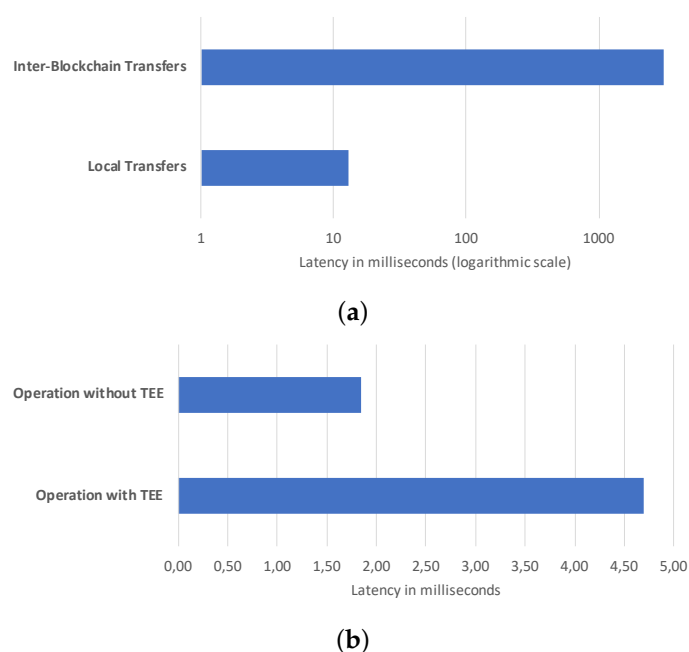 Inter-Blockchain Transfers
Local Transfers
1 10 100 1000
Latency in milliseconds (logarithmic scale)
(a)
Operation without TEE
Operation with TEE
0,00 0,50 1,00 1,50 2,00 2,50 3,00 3,50 4,00 4,50 5,00
Latency in milliseconds
(b)